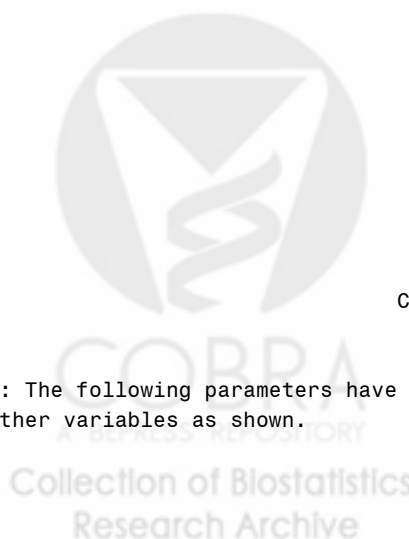 C
COBRA
: The following parameters have
ther variables as shown.
A BEPRESS REPOSITORY
Collection of Biostatistics
Research Archive